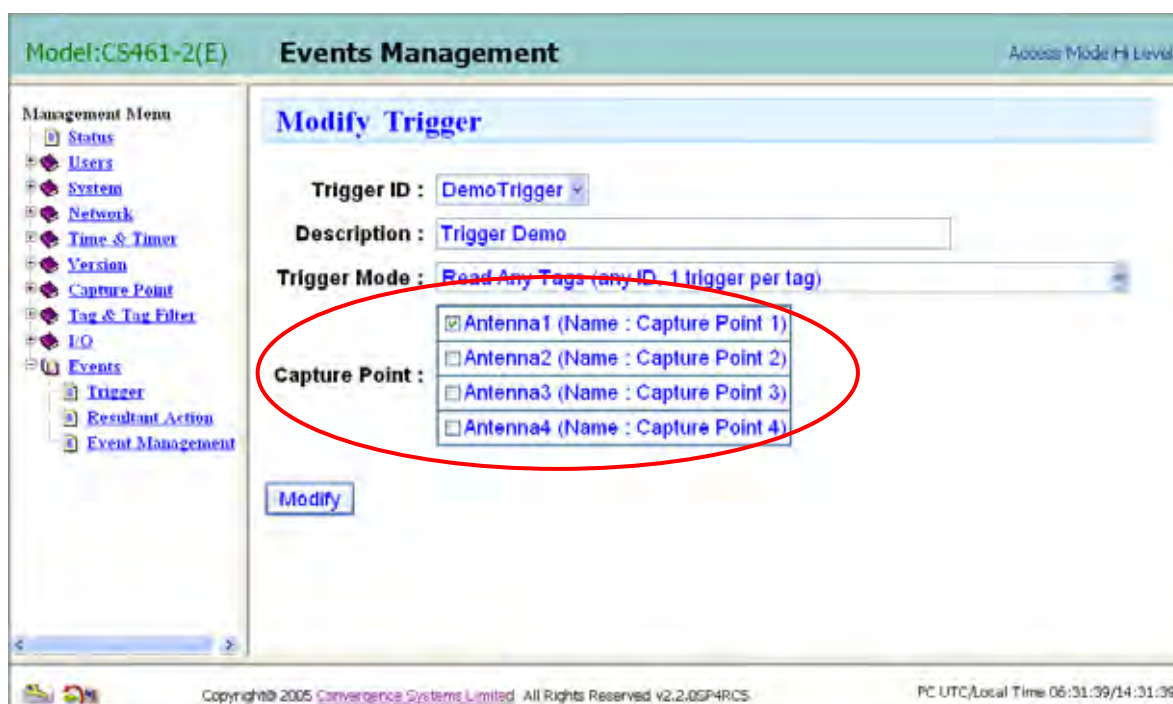 Model:CS461-2(E)
Events Management
Access Mode Hi Level
Management Menu
Status
Users
System
Network
Time & Timer
Version
Capture Point
Tag & Tag Filter
I/O
Events
Trigger
Resultant Action
Event Management
Modify Trigger
Trigger ID : DemoTrigger
Description : Trigger Demo
Trigger Mode : Read Any Tags (any ID, 1 trigger per tag)
Capture Point :
Antenna1 (Name : Capture Point 1)
Antenna2 (Name : Capture Point 2)
Antenna3 (Name : Capture Point 3)
Antenna4 (Name : Capture Point 4)
Modify
Copyright© 2005 Convergence Systems Limited All Rights Reserved v2.2.0SP4RC5
PC UTC/Local Time 06:31:39/14:31:39